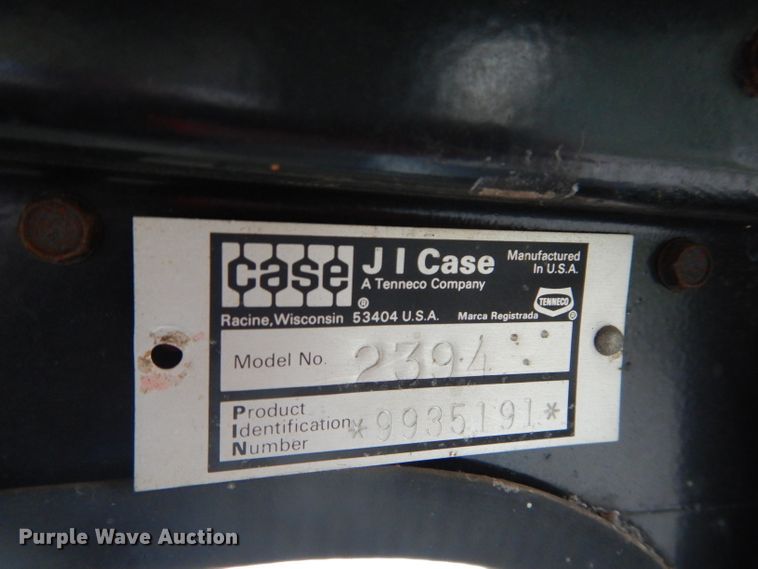 case ®
J I Case
A Tenneco Company
Manufactured
In U.S.A.
TENNECO ®
Racine, Wisconsin 53404 U.S.A. Marca Registrada
Model No. 2394
Product
Identification
Number *9935191*
Purple Wave Auction